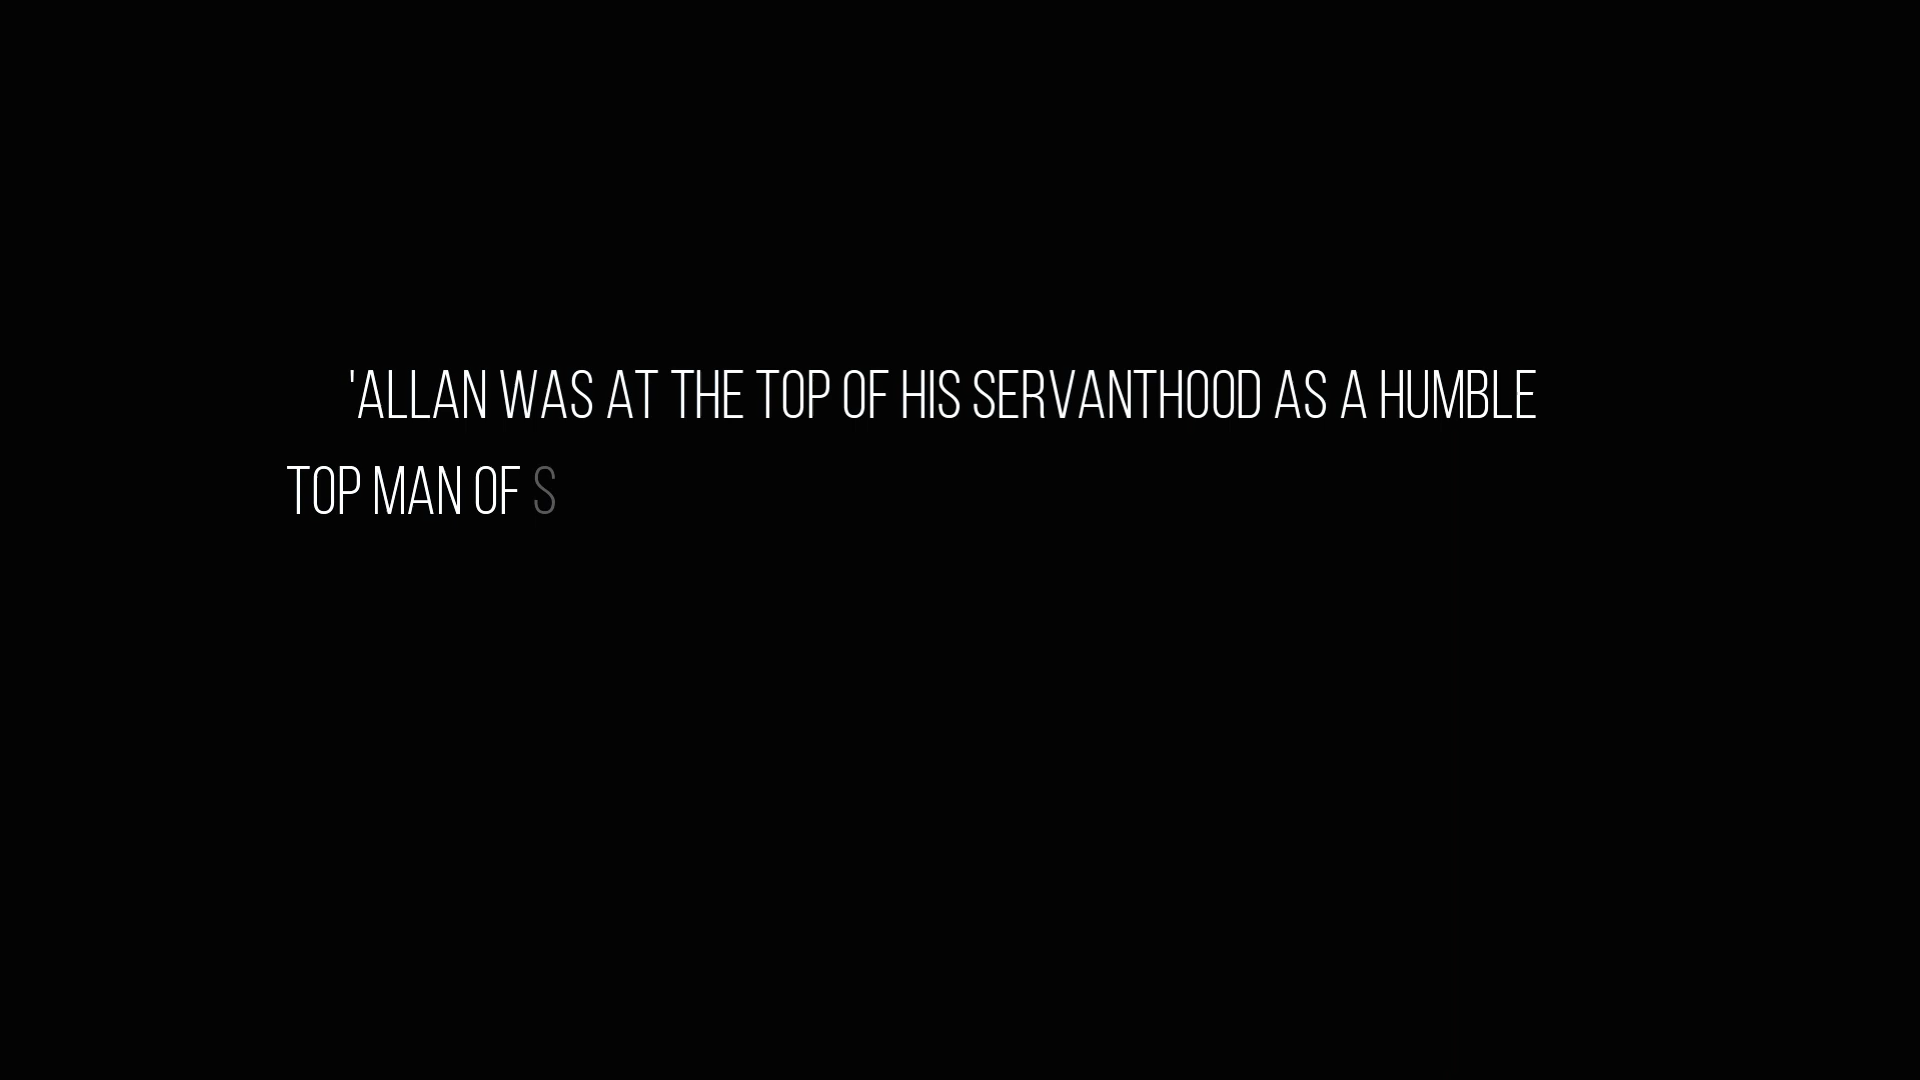 'ALLAN WAS AT THE TOP OF HIS SERVANTHOOD AS A HUMBLE
TOP MAN OF S